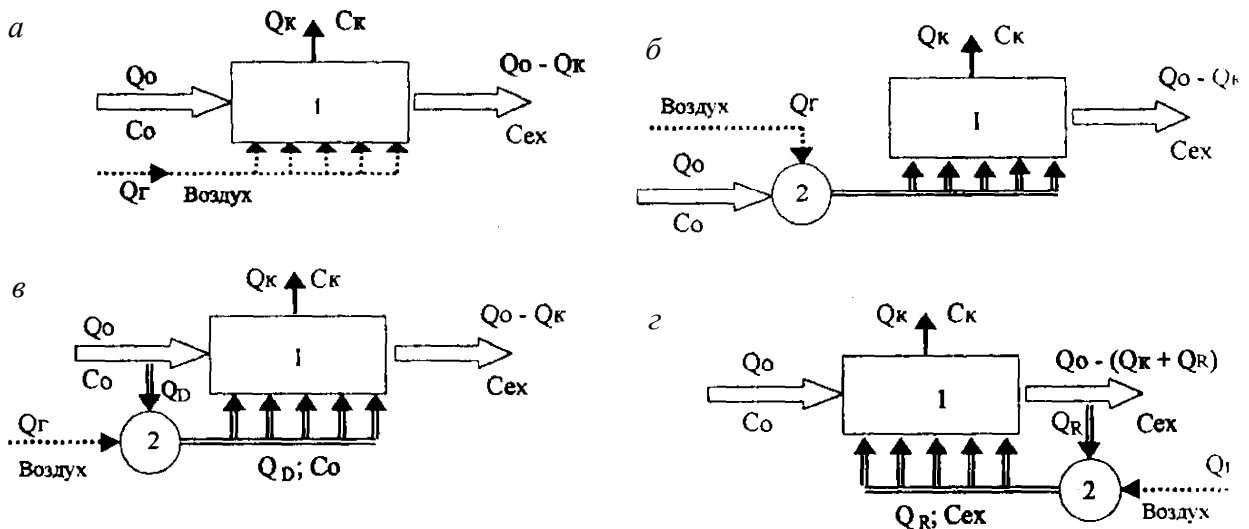 а
Qк Cк
Qo
Qo - Qк
1
Co
Cex
Qг Воздух
б
Qк Cк
Воздух Qг
Qo - Qк
1
Qo
Cex
2
Co
в
Qк Cк
Qo
Qo - Qк
1
Co
QD
Cex
Qг
2
Воздух
QD; Co
г
Qк Cк
Qo
Qo - (Qк + QR)
1
Co
QR
Cex
2
Воздух
QR; Cex